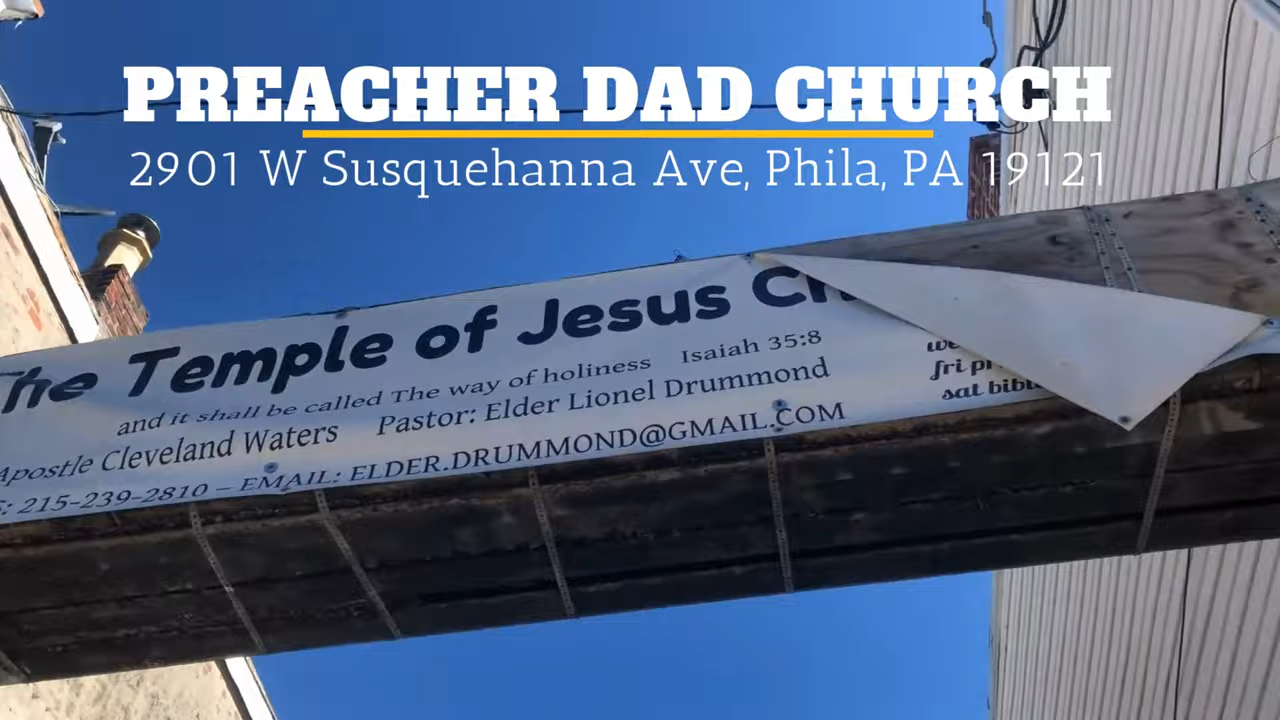 PREACHER DAD CHURCH
2901 W Susquehanna Ave, Phila, PA 19121
The Temple of Jesus
and it shall be called The way of holiness Isaiah 35:8
Apostle Cleveland Waters Pastor: Elder Lionel Drummond
215-239-2810 – EMAIL: ELDER.DRUMMOND@GMAIL.COM
fri
sat